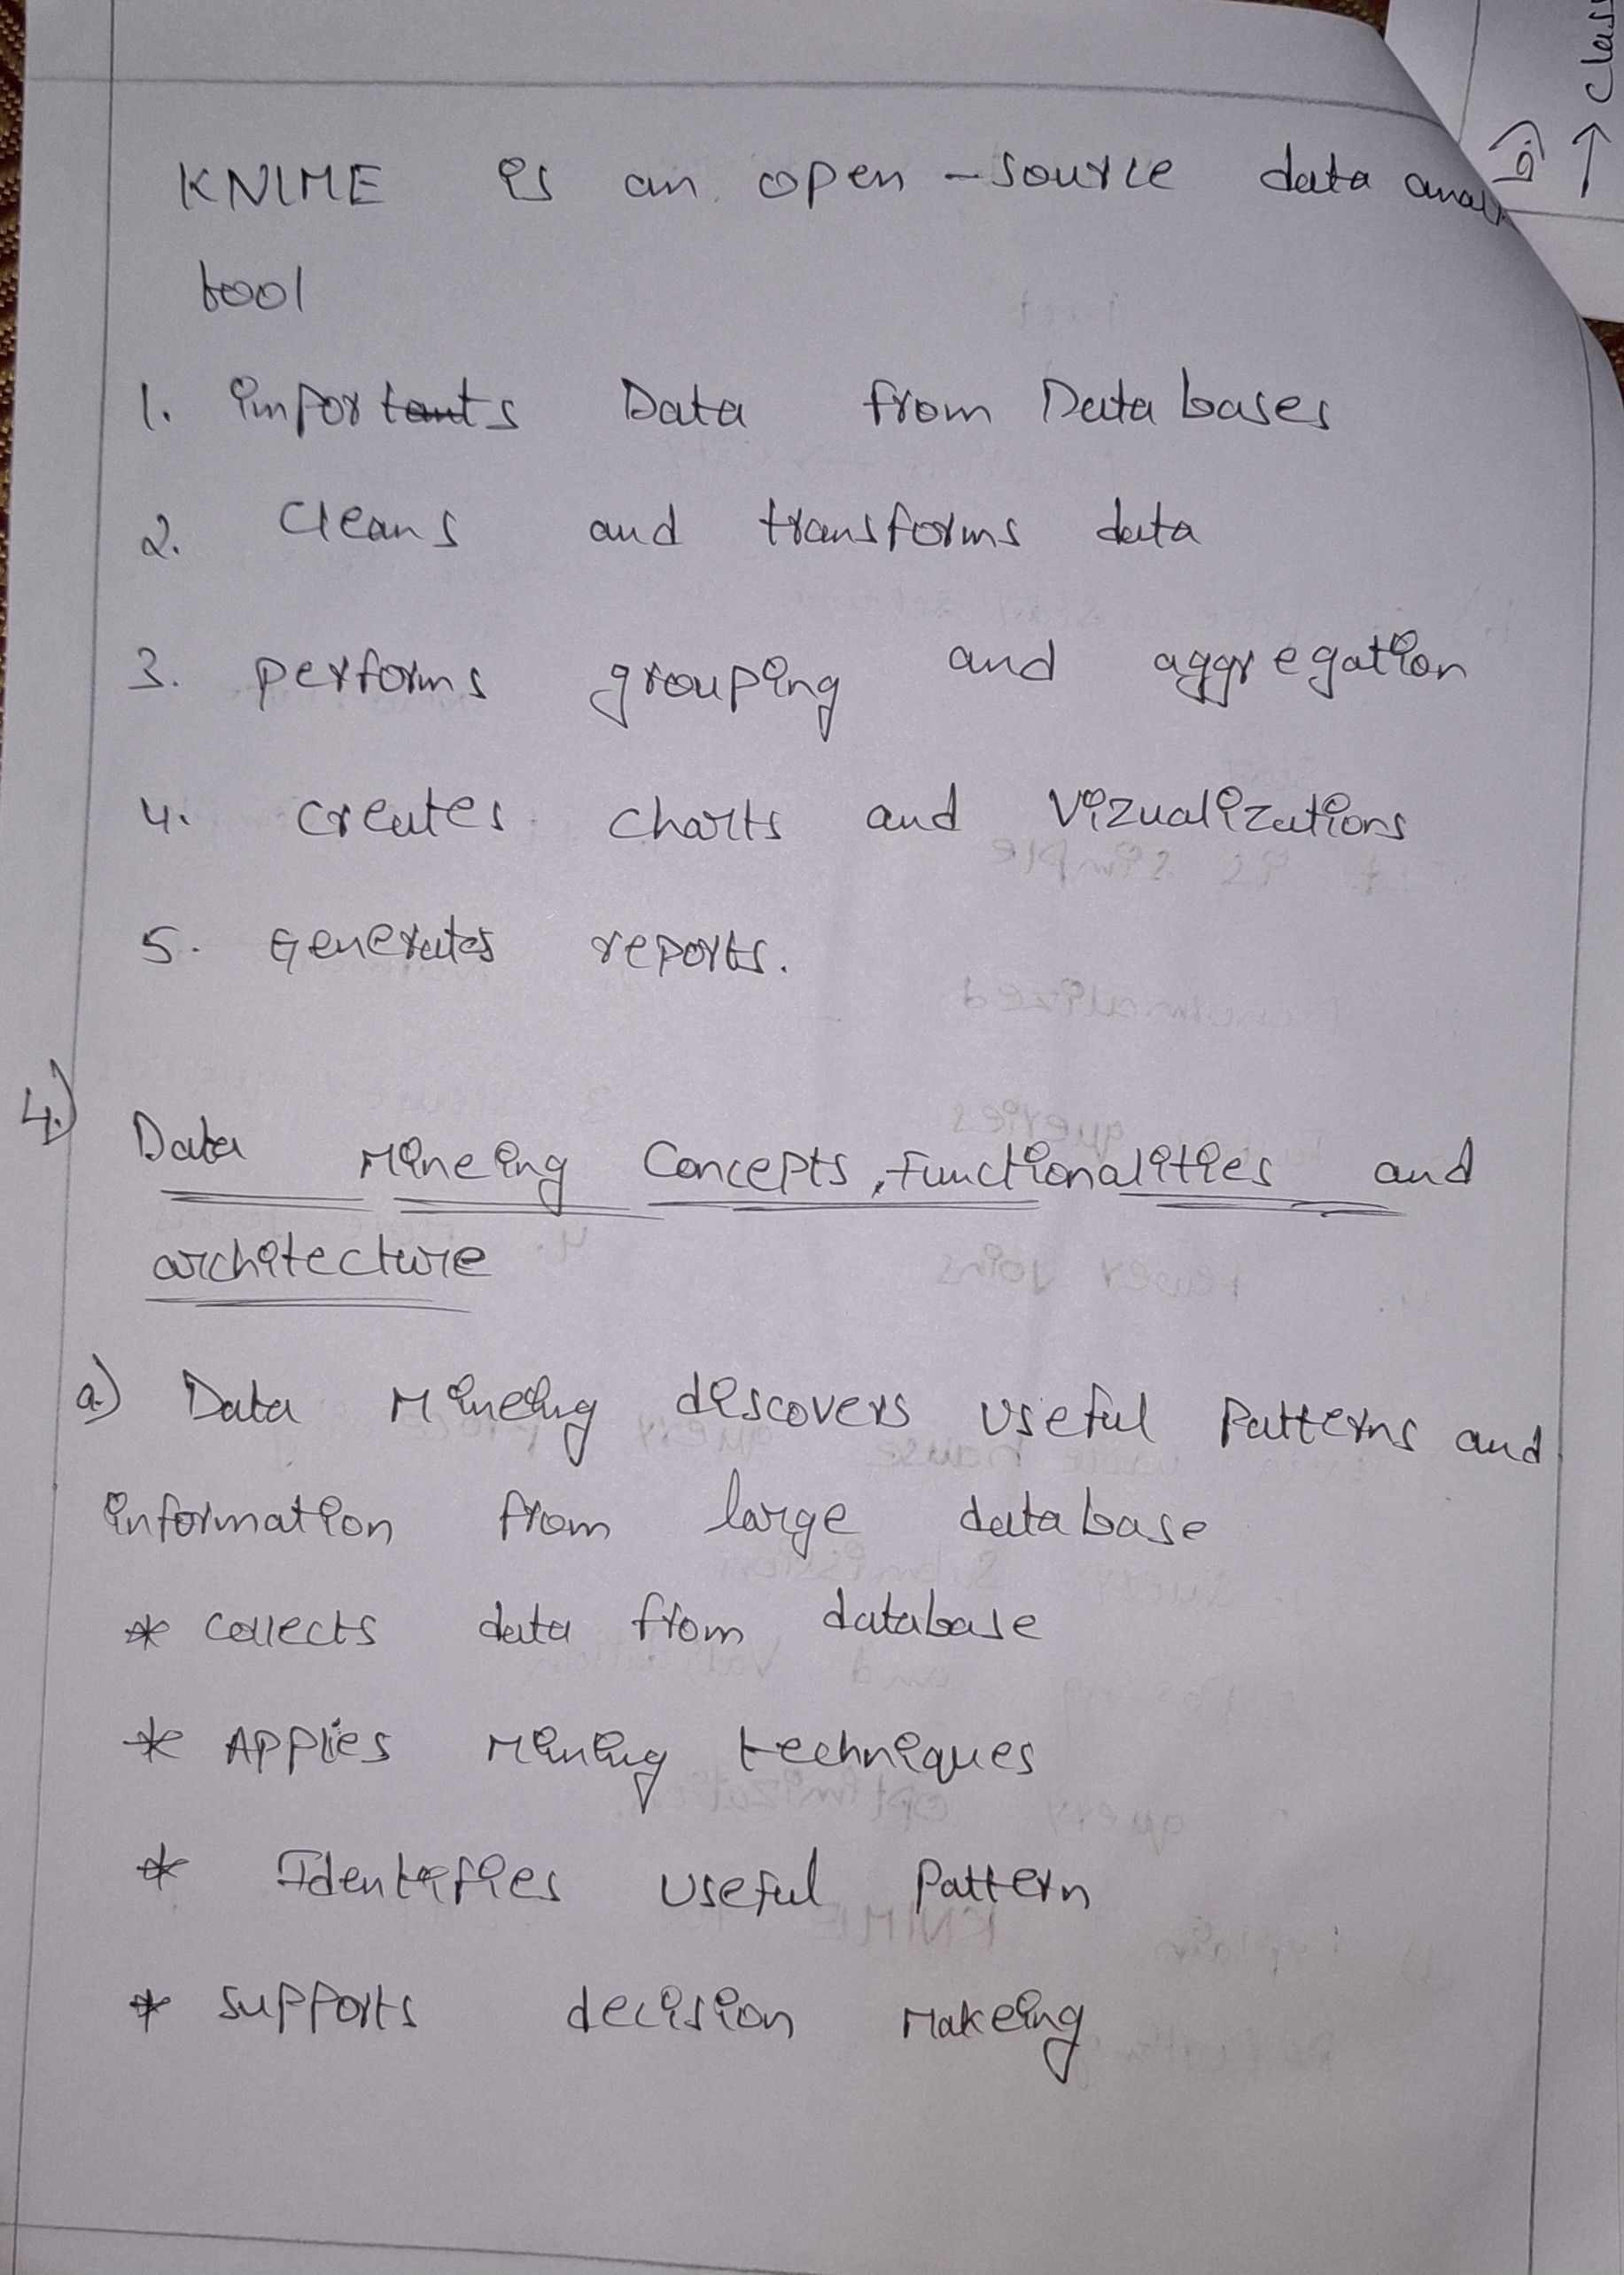 KNIME is an open-source data
tool
1. imports Data from Databases
2. Cleans and transforms data
3. performs grouping and aggregation
4. creates charts and Vizualizations
5. Generates reports.
4.) Data Mineing Concepts, Functionalities and
architecture
a) Data Mineing discovers useful Patterns and
information from large database
* collects data from database
* Applies Mining techniques
* Identifies useful Pattern
* supports decision Makeing
→ class